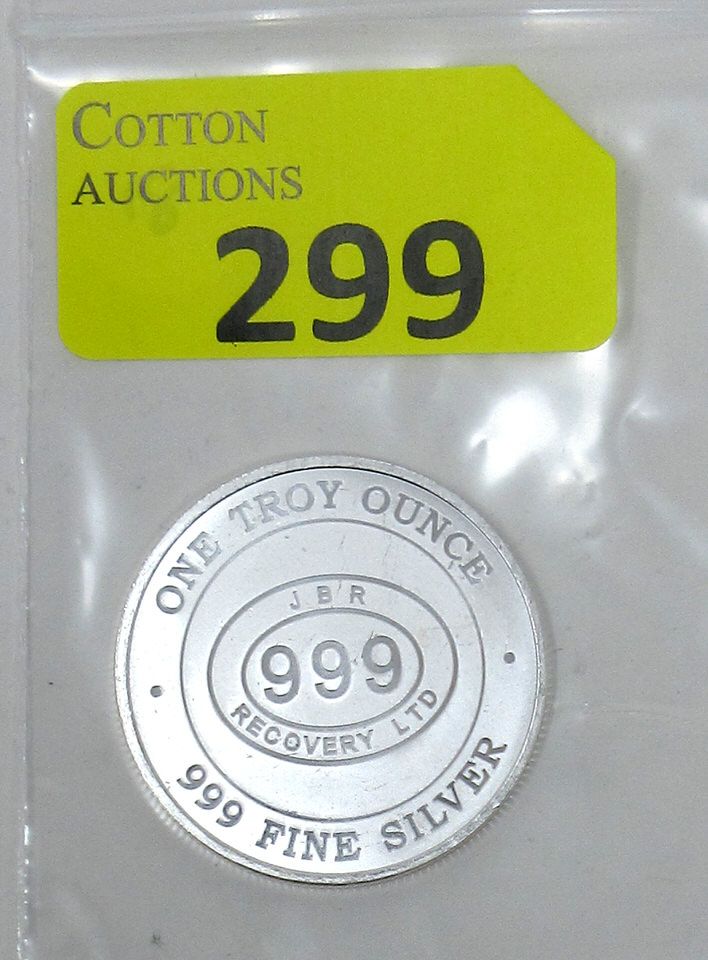 COTTON
AUCTIONS
299
ONE TROY OUNCE
J B R
999
RECOVERY LTD
999 FINE SILVER